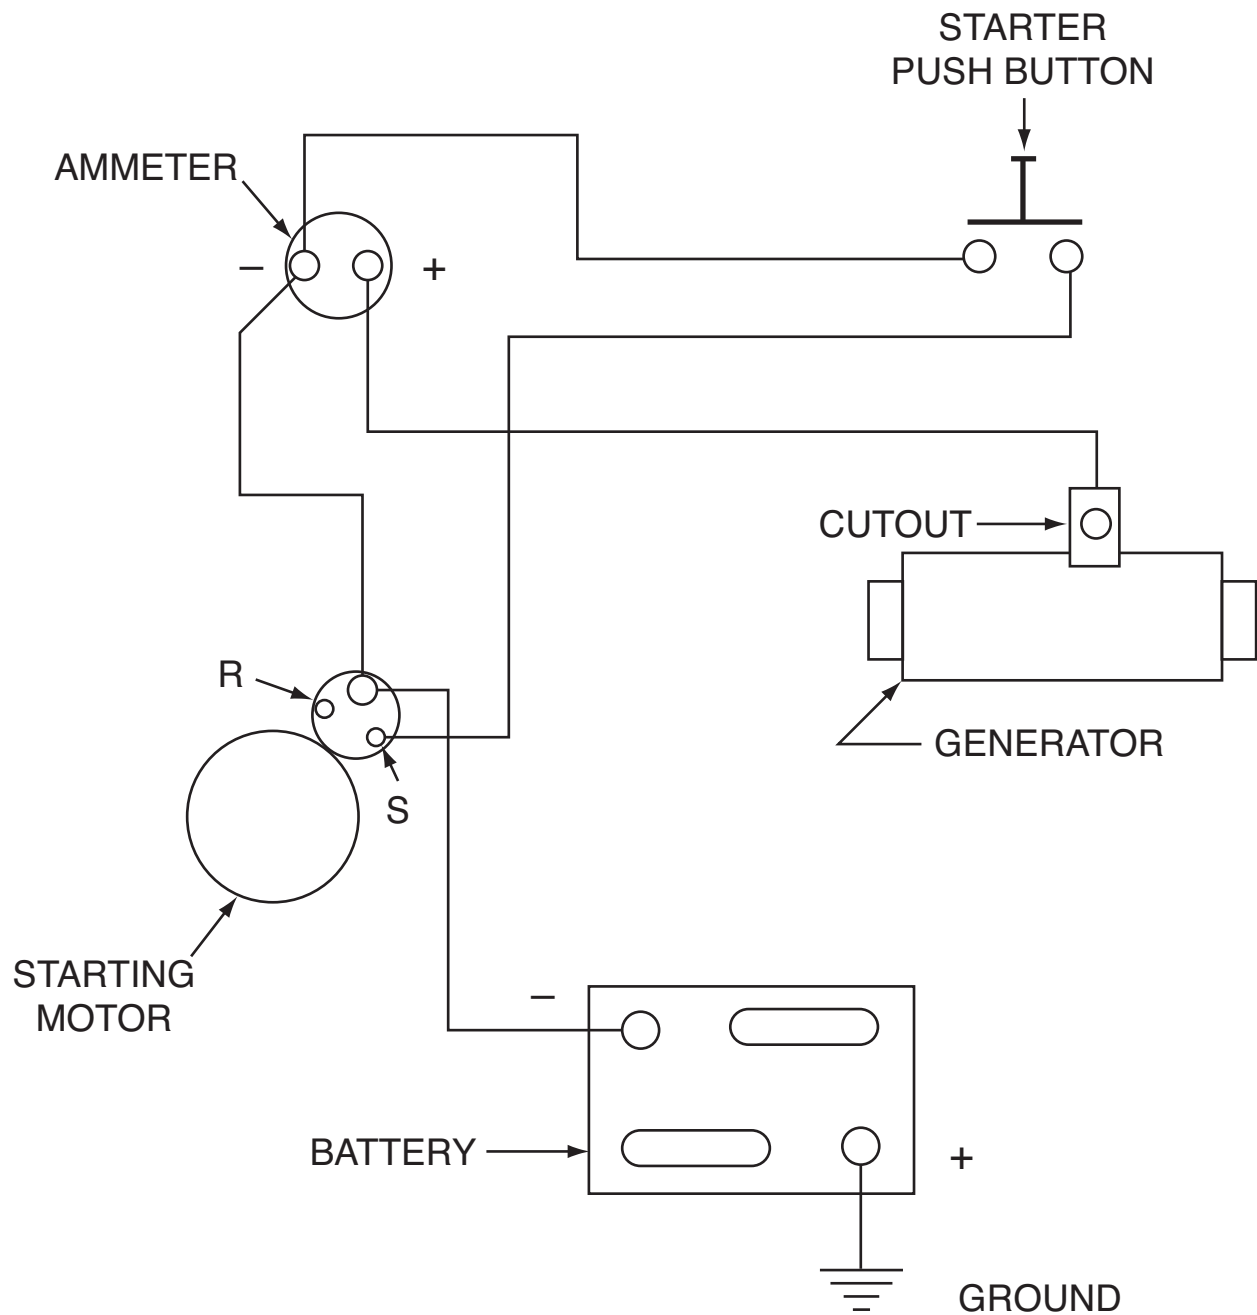 STARTER
PUSH BUTTON
AMMETER
– +
CUTOUT
R
GENERATOR
S
STARTING
MOTOR
–
BATTERY
+
GROUND